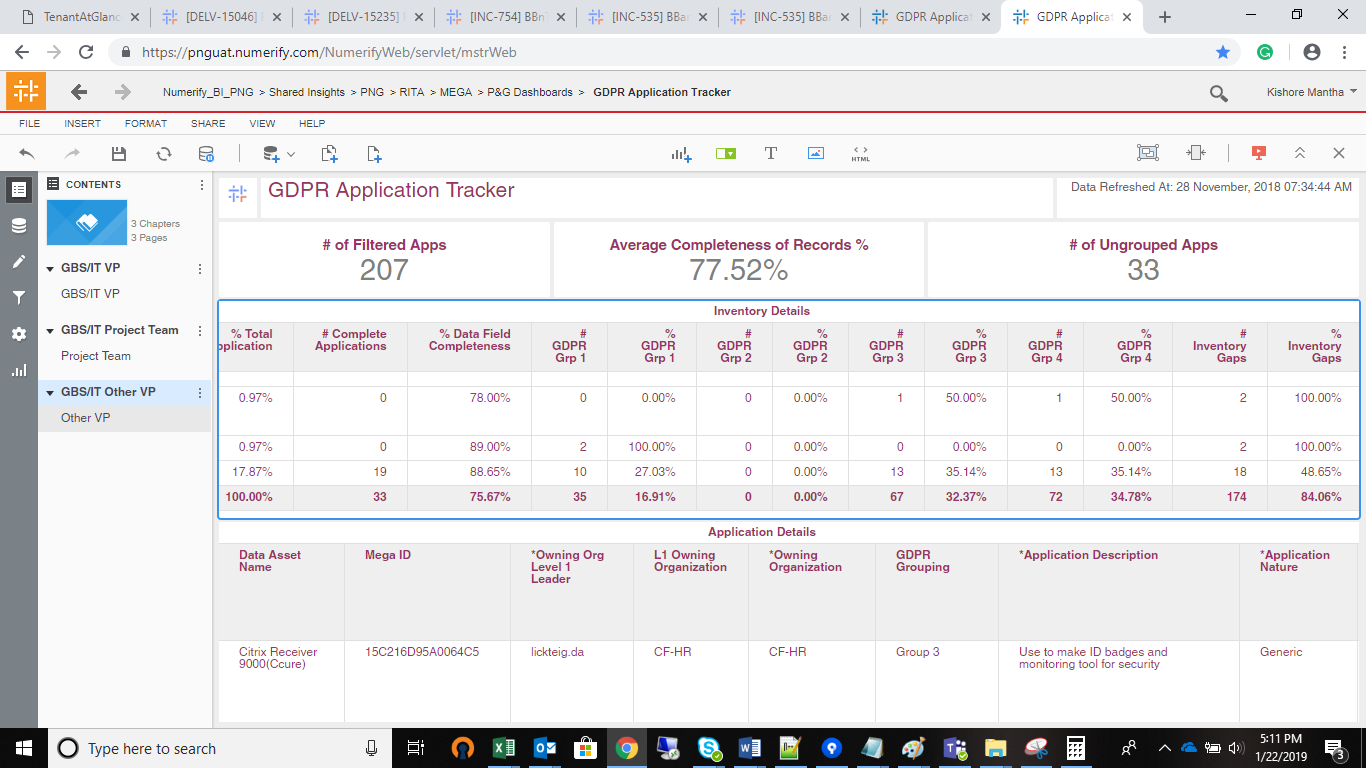 TenantAtGlanc
[DELV-15046]
[DELV-15235]
[INC-754] BBn
[INC-535] BBar
[INC-535] BBa
GDPR Applicat
GDPR Applicat
https://pnguat.numerify.com/NumerifyWeb/servlet/mstrWeb
Numerify_BI_PNG > Shared Insights > PNG > RITA > MEGA > P&G Dashboards > GDPR Application Tracker
Kishore Mantha
FILE INSERT FORMAT SHARE VIEW HELP
HTML
CONTENTS
3 Chapters
3 Pages
GBS/IT VP
GBS/IT VP
GBS/IT Project Team
Project Team
GBS/IT Other VP
Other VP
GDPR Application Tracker
Data Refreshed At: 28 November, 2018 07:34:44 AM
# of Filtered Apps
207
Average Completeness of Records %
77.52%
# of Ungrouped Apps
33
Inventory Details
% Total # Complete % Data Field # % # % # % # % # %
pplication Applications Completeness GDPR GDPR GDPR GDPR GDPR GDPR GDPR GDPR Inventory Inventory
Grp 1 Grp 1 Grp 2 Grp 2 Grp 3 Grp 3 Grp 4 Grp 4 Gaps Gaps
0.97% 0 78.00% 0 0.00% 0 0.00% 1 50.00% 1 50.00% 2 100.00%
0.97% 0 89.00% 2 100.00% 0 0.00% 0 0.00% 0 0.00% 2 100.00%
17.87% 19 88.65% 10 27.03% 0 0.00% 13 35.14% 13 35.14% 18 48.65%
100.00% 33 75.67% 35 16.91% 0 0.00% 67 32.37% 72 34.78% 174 84.06%
Application Details
Data Asset Mega ID *Owning Org L1 Owning *Owning GDPR *Application Description *Application
Name Level 1 Organization Organization Grouping Nature
Leader
Citrix Receiver 15C216D95A0064C5 lickteig.da CF-HR CF-HR Group 3 Use to make ID badges and Generic
9000(Ccure) monitoring tool for security
Type here to search
5:11 PM
1/22/2019
3